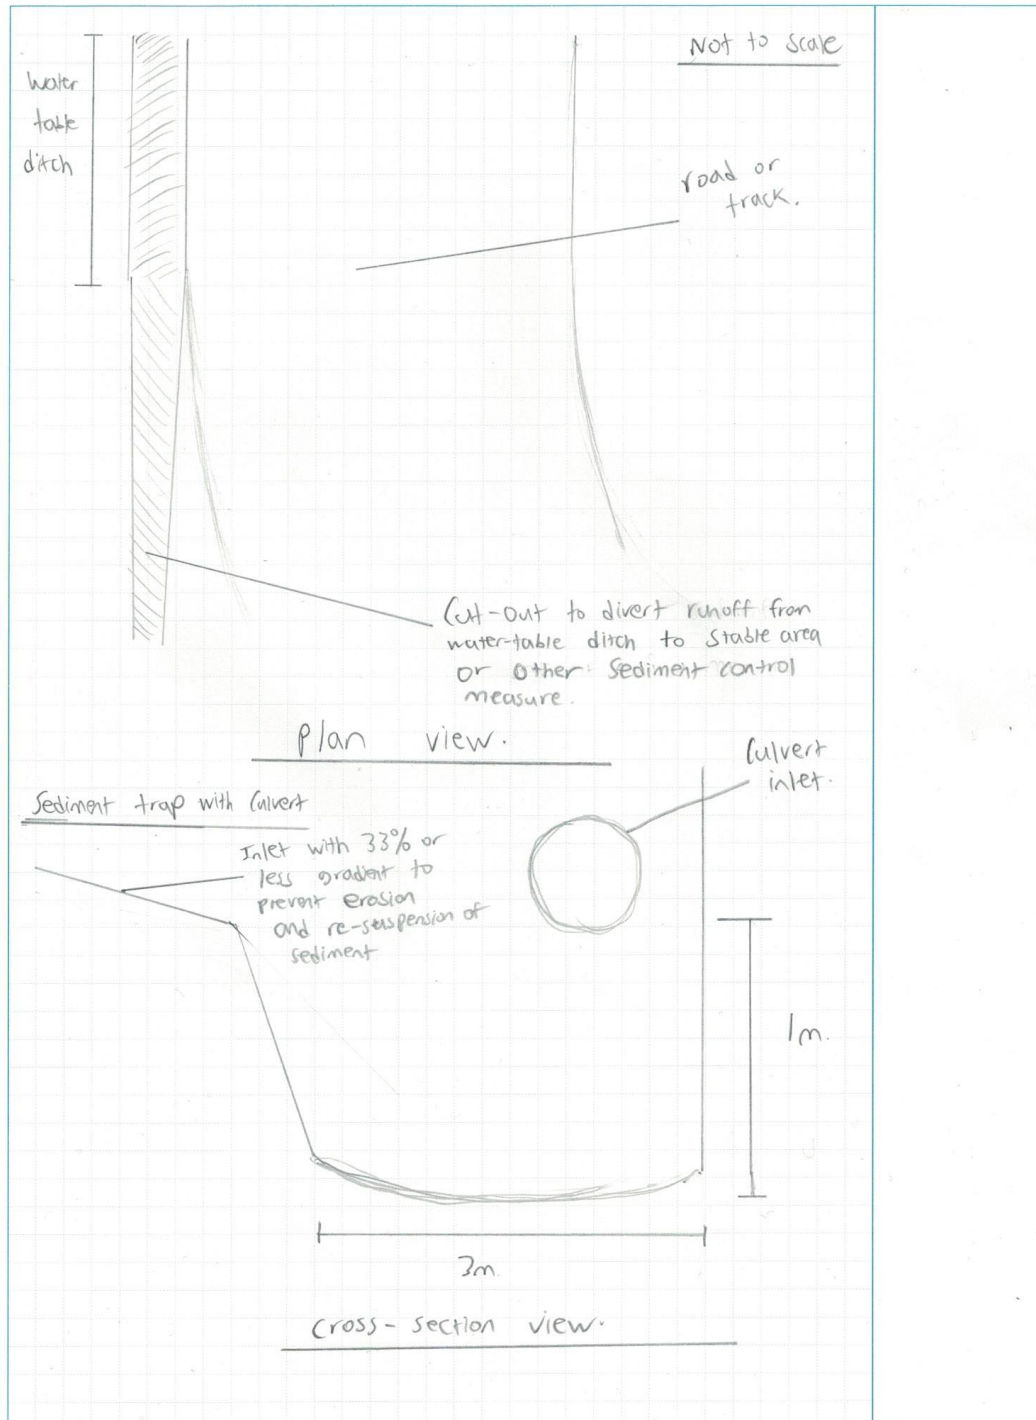 Not to scale
water
table
ditch
road or
track.
Cut-out to divert runoff from
water-table ditch to stable area
or other sediment control
measure.
Plan view.
Culvert
inlet.
Sediment trap with Culvert
Inlet with 33% or
less gradient to
prevent erosion
and re-suspension of
sediment
1m.
3m
Cross-section view.